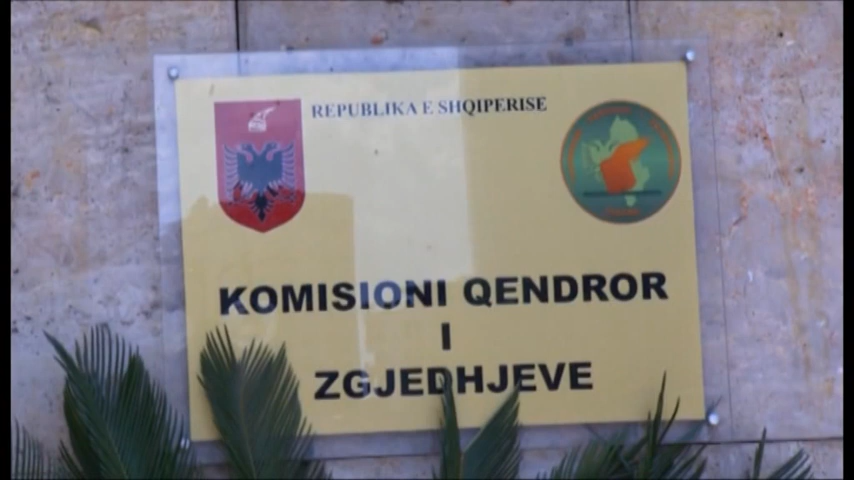 REPUBLIKA E SHQIPERISE
KOMISIONI QENDROR
I
ZGJEDHJEVE